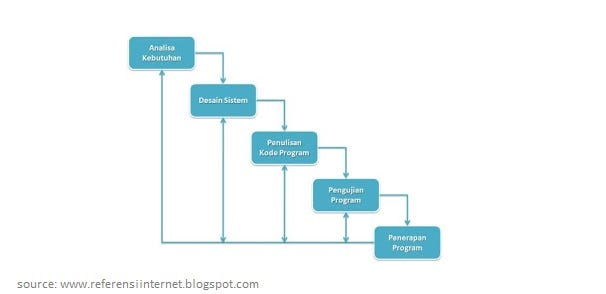 Analisa
Kebutuhan
Desain Sistem
Penulisan
Kode Program
Pengujian
Program
Penerapan
Program
source: www.referensiinternet.blogspot.com